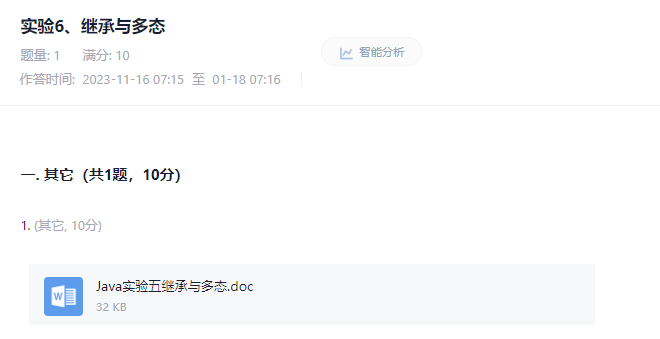 实验6、继承与多态
题量: 1 满分: 10
智能分析
作答时间: 2023-11-16 07:15 至 01-18 07:16
一. 其它（共1题，10分）
1. (其它, 10分)
W
Java实验五继承与多态.doc
32 KB